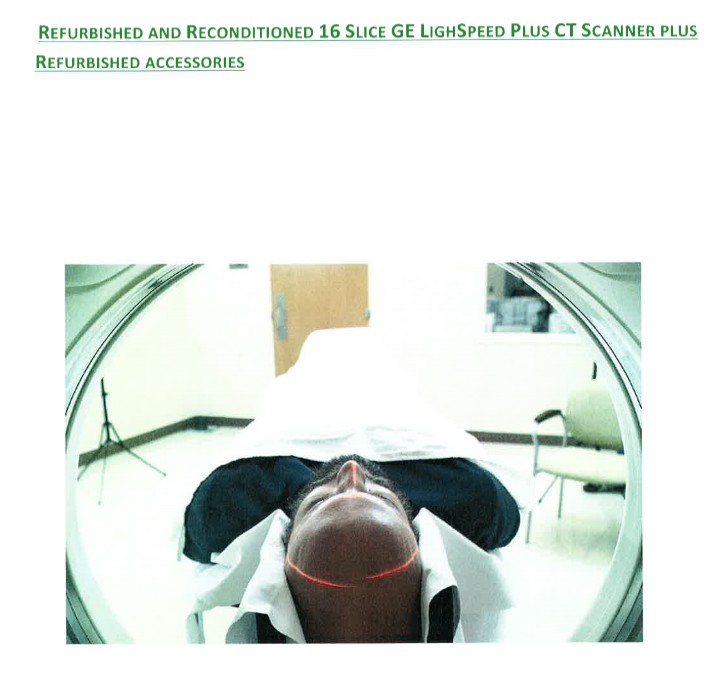 REFURBISHED AND RECONDITIONED 16 SLICE GE LIGHSPEED PLUS CT SCANNER PLUS
REFURBISHED ACCESSORIES